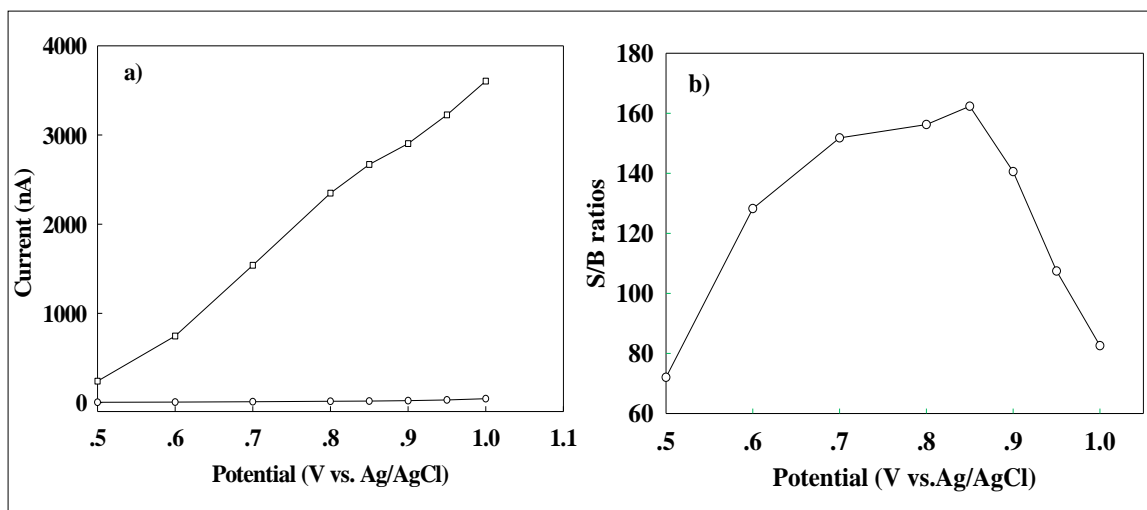 a)
Current (nA)
4000
3000
2000
1000
0
.5 .6 .7 .8 .9 1.0 1.1
Potential (V vs. Ag/AgCl)
b)
S/B ratios
180
160
140
120
100
80
60
.5 .6 .7 .8 .9 1.0
Potential (V vs.Ag/AgCl)